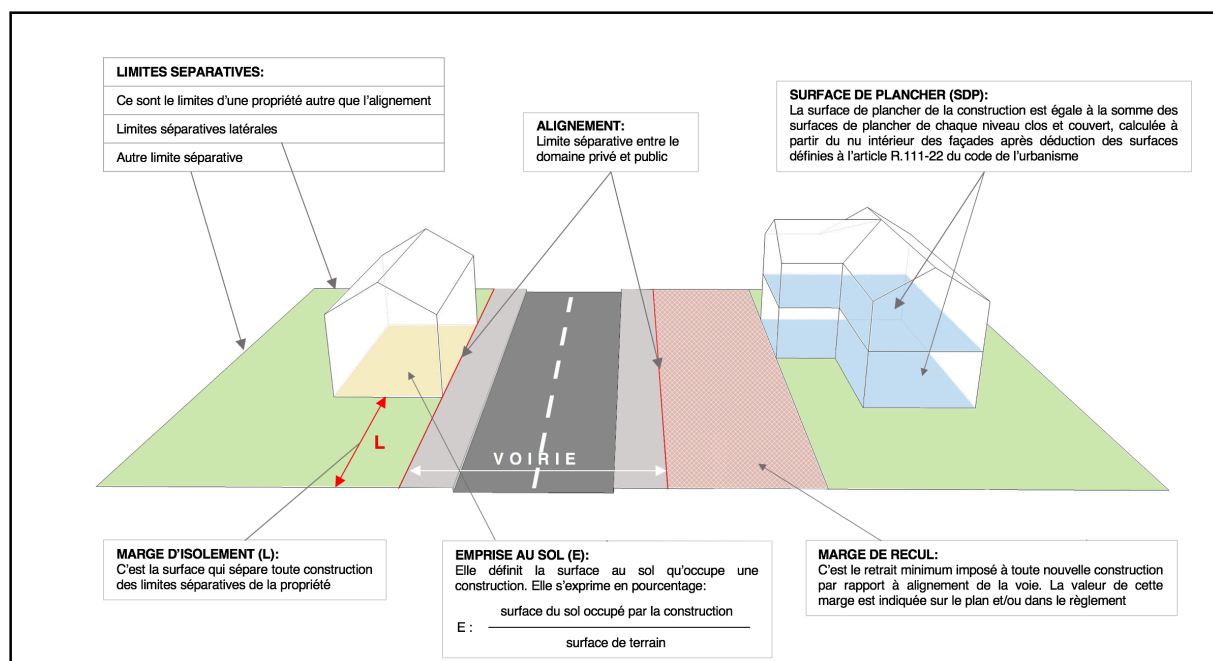 LIMITES SEPARATIVES:
Ce sont le limites d'une propriété autre que l'alignement
Limites séparatives latérales
Autre limite séparative
ALIGNEMENT:
Limite séparative entre le
domaine privé et public
SURFACE DE PLANCHER (SDP):
La surface de plancher de la construction est égale à la somme des
surfaces de plancher de chaque niveau clos et couvert, calculée à
partir du nu intérieur des façades après déduction des surfaces
définies à l'article R.111-22 du code de l'urbanisme
L
VOIRIE
MARGE D'ISOLEMENT (L):
C'est la surface qui sépare toute construction
des limites séparatives de la propriété
EMPRISE AU SOL (E):
Elle définit la surface au sol qu'occupe une
construction. Elle s'exprime en pourcentage:
surface du sol occupé par la construction
E :
surface de terrain
MARGE DE RECUL:
C'est le retrait minimum imposé à toute nouvelle construction
par rapport à alignement de la voie. La valeur de cette
marge est indiquée sur le plan et/ou dans le règlement